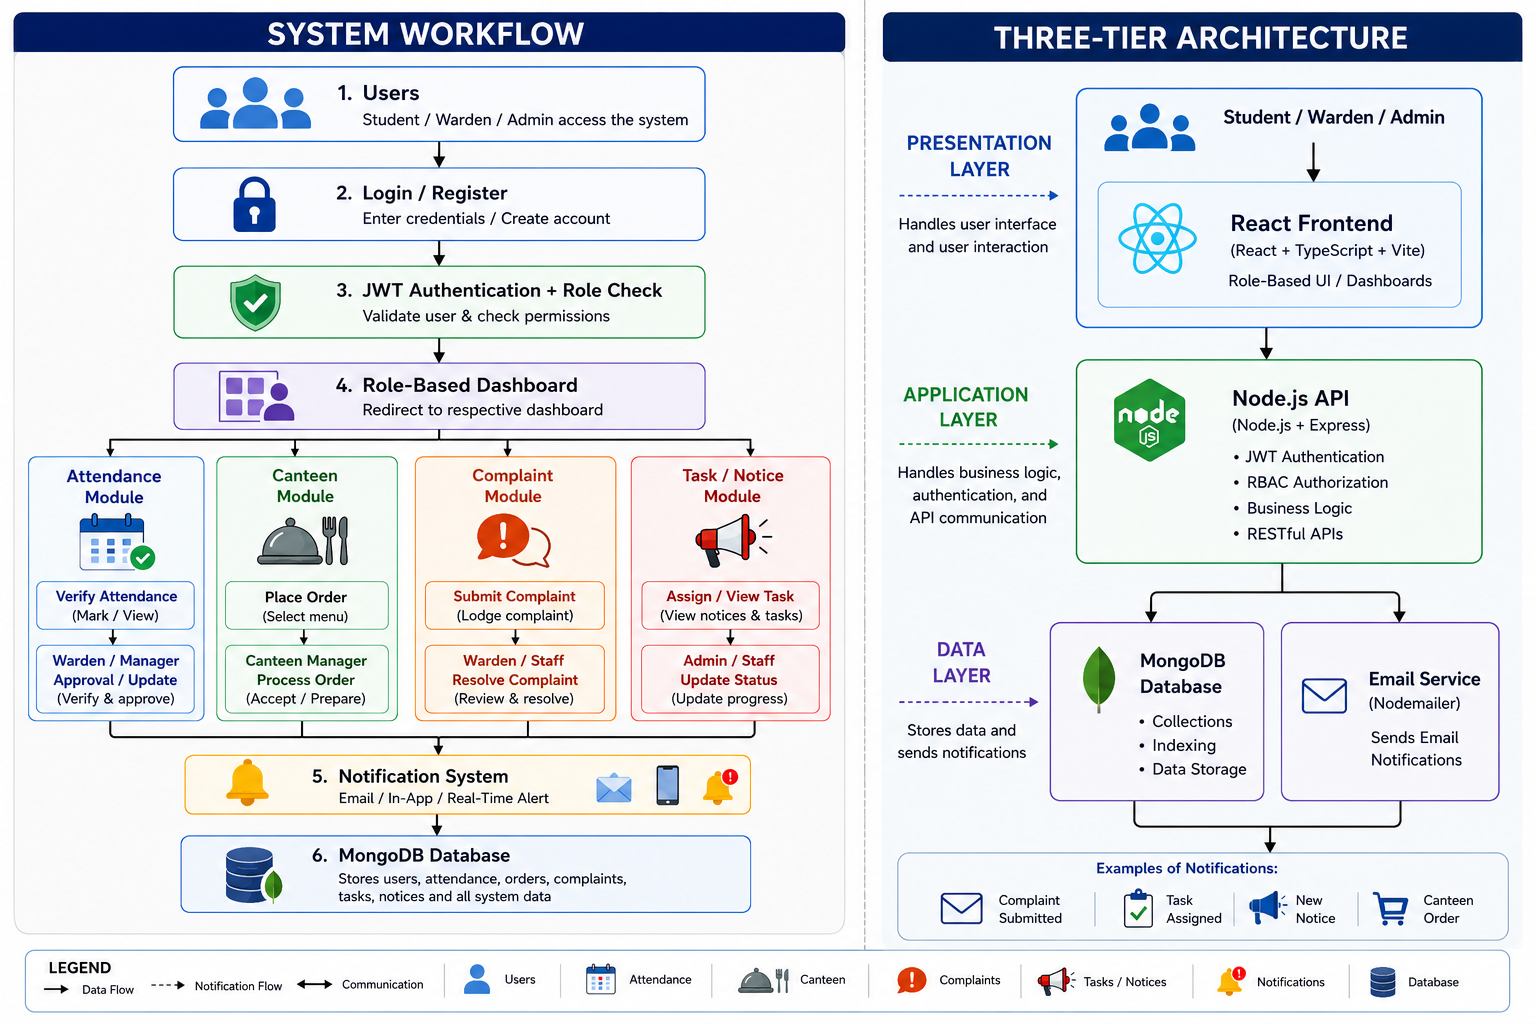 SYSTEM WORKFLOW
1. Users
Student / Warden / Admin access the system
2. Login / Register
Enter credentials / Create account
3. JWT Authentication + Role Check
Validate user & check permissions
4. Role-Based Dashboard
Redirect to respective dashboard
Attendance
Module
Verify Attendance
(Mark / View)
Warden / Manager
Approval / Update
(Verify & approve)
Canteen
Module
Place Order
(Select menu)
Canteen Manager
Process Order
(Accept / Prepare)
Complaint
Module
!
Submit Complaint
(Lodge complaint)
Warden / Staff
Resolve Complaint
(Review & resolve)
Task / Notice
Module
Assign / View Task
(View notices & tasks)
Admin / Staff
Update Status
(Update progress)
5. Notification System
Email / In-App / Real-Time Alert
!
6. MongoDB Database
Stores users, attendance, orders, complaints,
tasks, notices and all system data
THREE-TIER ARCHITECTURE
PRESENTATION
LAYER
Handles user interface
and user interaction
Student / Warden / Admin
React Frontend
(React + TypeScript + Vite)
Role-Based UI / Dashboards
APPLICATION
LAYER
Handles business logic,
authentication, and
API communication
node
JS
Node.js API
(Node.js + Express)
• JWT Authentication
• RBAC Authorization
• Business Logic
• RESTful APIs
DATA
LAYER
Stores data and
sends notifications
MongoDB
Database
• Collections
• Indexing
• Data Storage
Email Service
(Nodemailer)
Sends Email
Notifications
Examples of Notifications:
Complaint
Submitted
Task
Assigned
New
Notice
Canteen
Order
LEGEND
Data Flow
Notification Flow
Communication
Users
Attendance
Canteen
!
Complaints
Tasks / Notices
!
Notifications
Database